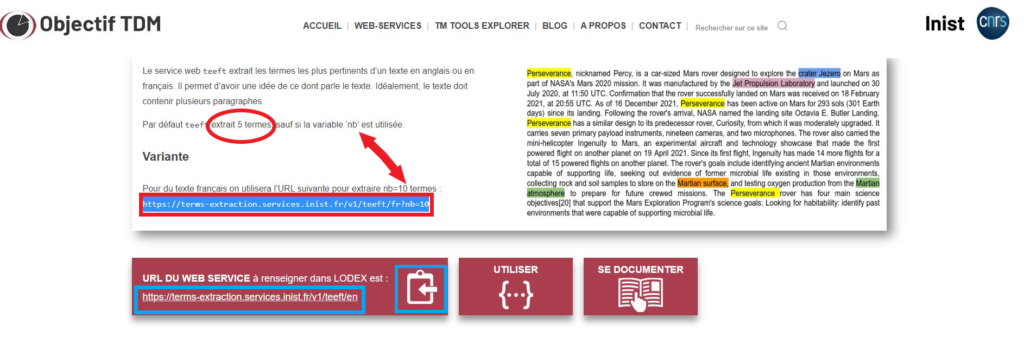 Objectif TDM
ACCUEIL | WEB-SERVICES | TM TOOLS EXPLORER | BLOG | A PROPOS | CONTACT | Rechercher sur ce site
Inist cnrs
Le service web teeft extrait les termes les plus pertinents d'un texte en anglais ou en
français. Il permet d'avoir une idée de ce dont parle le texte. Idéalement, le texte doit
contenir plusieurs paragraphes.
Par défaut teeft extrait 5 termes, sauf si la variable 'nb' est utilisée.
Variante
Pour du texte français on utilisera l'URL suivante pour extraire nb=10 termes :
https://terms-extraction.services.inist.fr/v1/teeft/fr?nb=10
Perseverance, nicknamed Percy, is a car-sized Mars rover designed to explore the crater Jezero on Mars as
part of NASA's Mars 2020 mission. It was manufactured by the Jet Propulsion Laboratory and launched on 30
July 2020, at 11:50 UTC. Confirmation that the rover successfully landed on Mars was received on 18 February
2021, at 20:55 UTC. As of 16 December 2021, Perseverance has been active on Mars for 293 sols (301 Earth
days) since its landing. Following the rover's arrival, NASA named the landing site Octavia E. Butler Landing.
Perseverance has a similar design to its predecessor rover, Curiosity, from which it was moderately upgraded. It
carries seven primary payload instruments, nineteen cameras, and two microphones. The rover also carried the
mini-helicopter Ingenuity to Mars, an experimental aircraft and technology showcase that made the first
powered flight on another planet on 19 April 2021. Since its first flight, Ingenuity has made 14 more flights for a
total of 15 powered flights on another planet. The rover's goals include identifying ancient Martian environments
capable of supporting life, seeking out evidence of former microbial life existing in those environments,
collecting rock and soil samples to store on the Martian surface, and testing oxygen production from the Martian
atmosphere to prepare for future crewed missions. The Perseverance rover has four main science
objectives[20] that support the Mars Exploration Program's science goals: Looking for habitability: identify past
environments that were capable of supporting microbial life.
URL DU WEB SERVICE à renseigner dans LODEX est :
https://terms-extraction.services.inist.fr/v1/teeft/en
UTILISER
{···}
SE DOCUMENTER